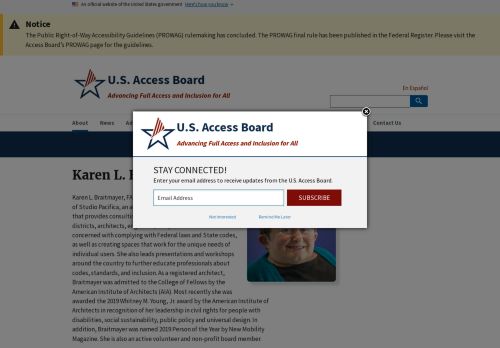 An official website of the United States government Here's how you know
Notice
The Public Right-of-Way Accessibility Guidelines (PROWAG) rulemaking has concluded. The PROWAG final rule has been published in the Federal Register. Please visit the
Access Board's PROWAG page for the guidelines.
U.S. Access Board
Advancing Full Access and Inclusion for All
En Español
About News
Contact Us
U.S. Access Board
Advancing Full Access and Inclusion for All
STAY CONNECTED!
Enter your email address to receive updates from the U.S. Access Board.
Email Address SUBSCRIBE
Not Interested Remind Me Later
Karen L.
Karen L. Braitmayer, FA
of Studio Pacifica, an a
that provides consultati
districts, architects,
concerned with complying with Federal laws and State codes,
as well as creating spaces that work for the unique needs of
individual users. She also leads presentations and workshops
around the country to further educate professionals about
codes, standards, and inclusion. As a registered architect,
Braitmayer was admitted to the College of Fellows by the
American Institute of Architects (AIA). Most recently she was
awarded the 2019 Whitney M. Young, Jr. award by the American Institute of
Architects in recognition of her leadership in civil rights for people with
disabilities, social sustainability, public policy and universal design. In
addition, Braitmayer was named 2019 Person of the Year by New Mobility
Magazine. She is also an active volunteer and non-profit board member.